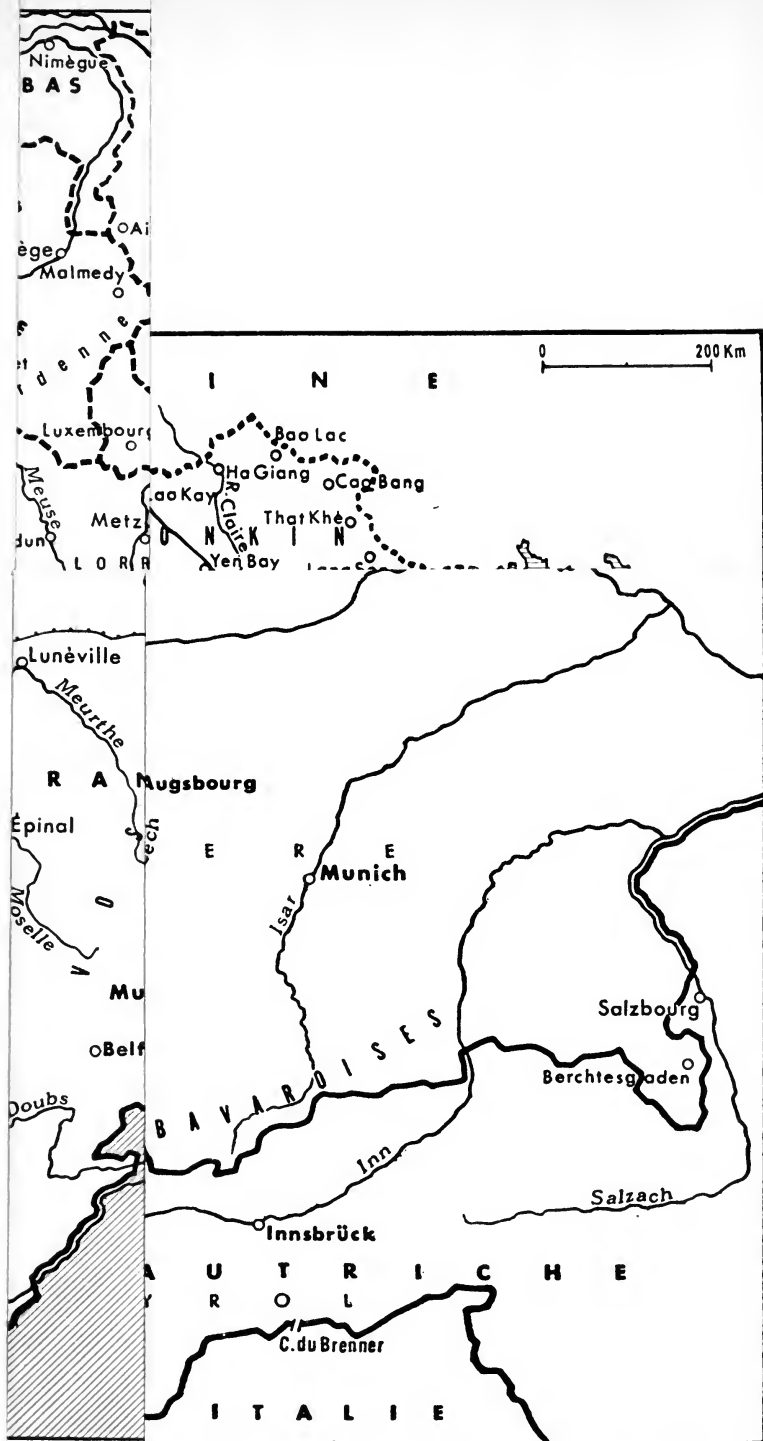 Nimègue
BAS
Malmedy
Luxembourg
Meuse
Metz
0 200 Km
I N E
Bao Lac
Ha Giang
Cao Bang
R. Claire
That Khê
O N K I N
Yen Bay
Lunéville
Meurthe
R A
Augsbourg
Épinal
Moselle
E R E
Munich
Isar
Mu
Belf
Doubs
Salzbourg
Berchtesgaden
BAVAROISES
Inn
Salzach
Innsbrück
AUTRICHE
Y R O L
C. du Brenner
ITALIE